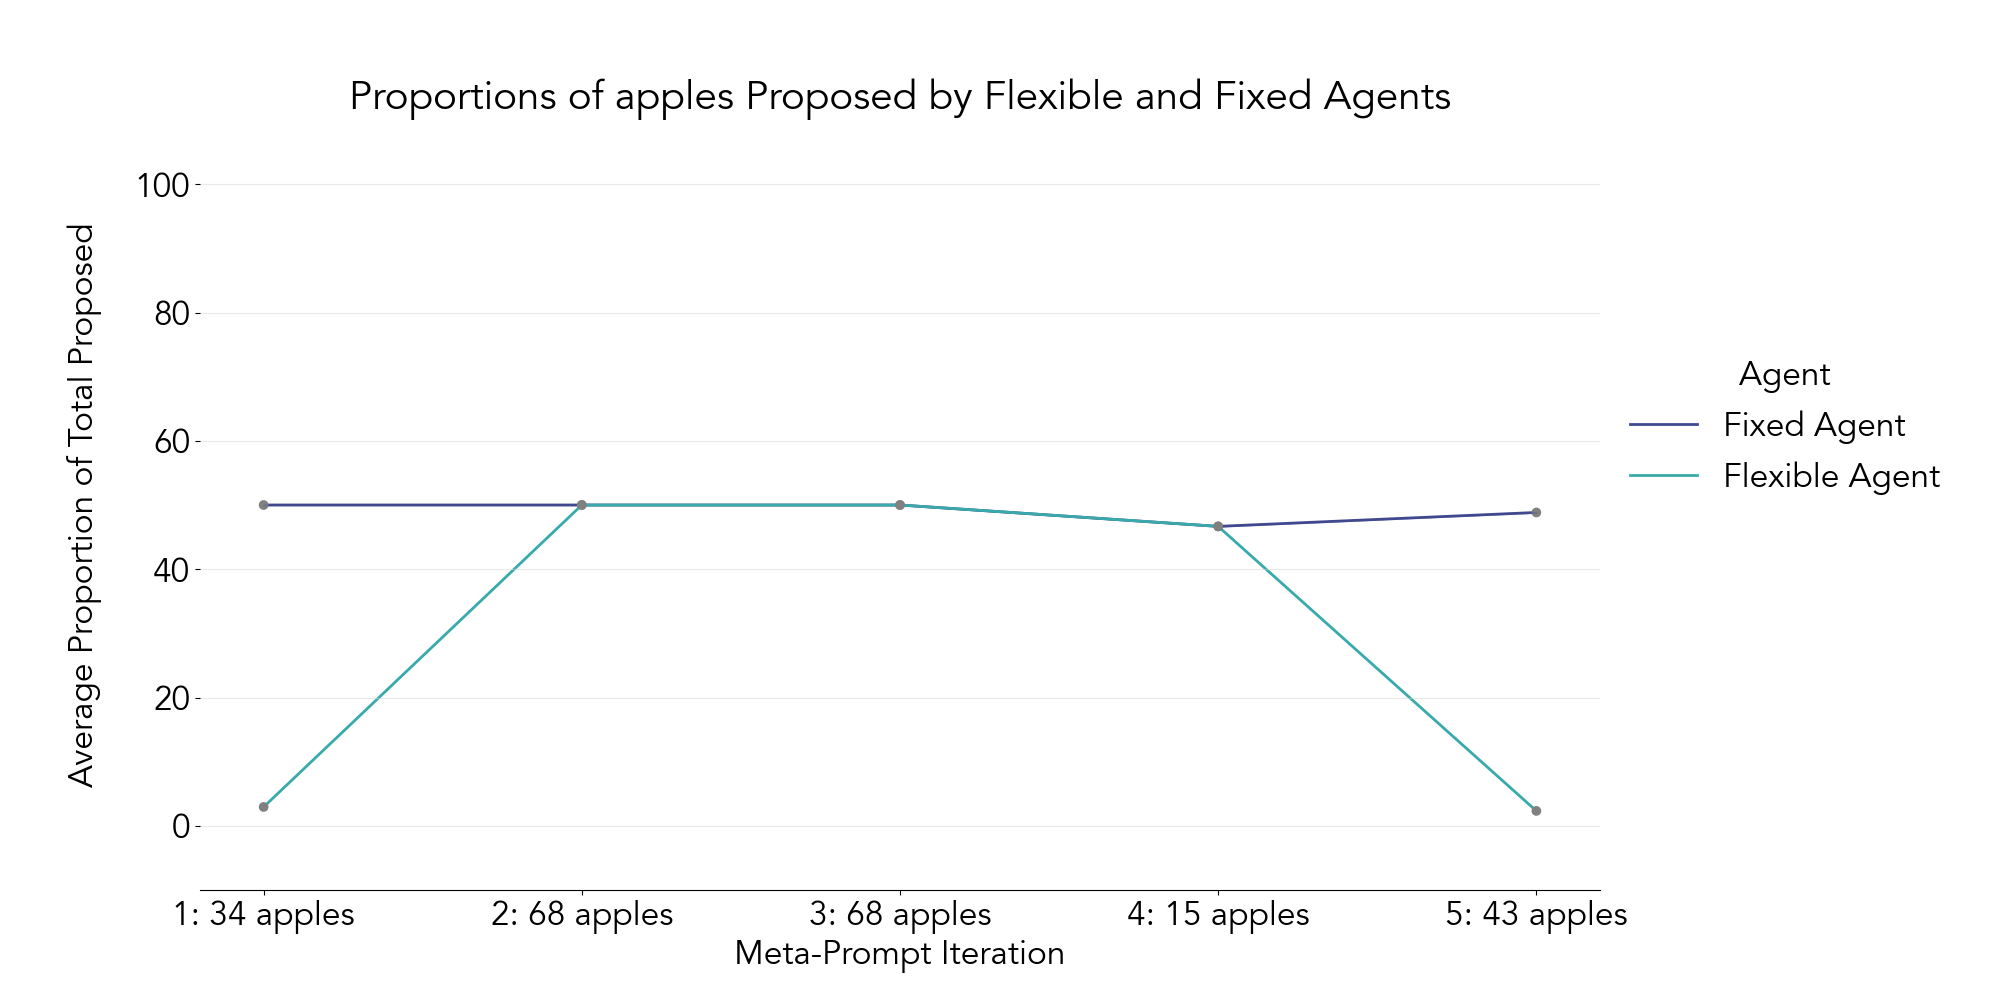 Proportions of apples Proposed by Flexible and Fixed Agents
Average Proportion of Total Proposed
100
80
60
40
20
0
1: 34 apples
2: 68 apples
3: 68 apples
4: 15 apples
5: 43 apples
Meta-Prompt Iteration
Agent
Fixed Agent
Flexible Agent